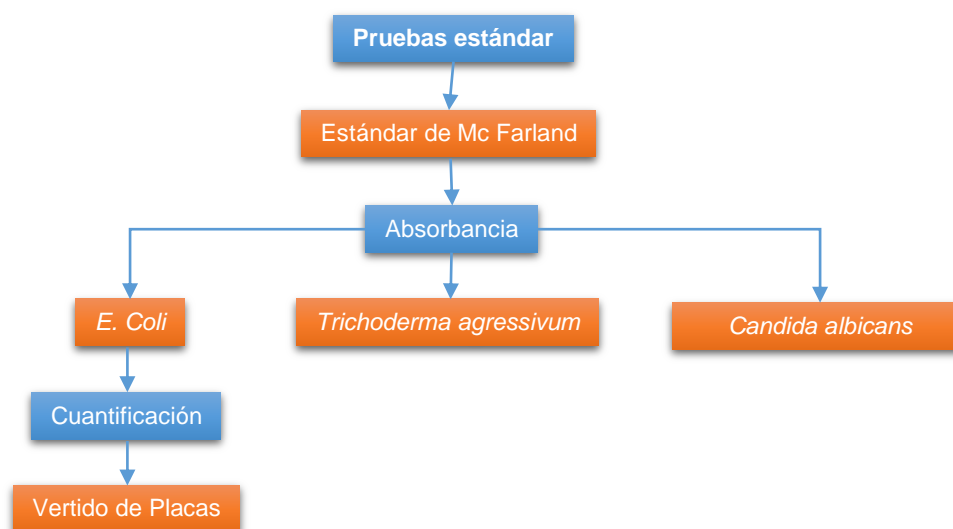 Pruebas estándar
Estándar de Mc Farland
Absorbancia
E. Coli
Trichoderma agressivum
Candida albicans
Cuantificación
Vertido de Placas